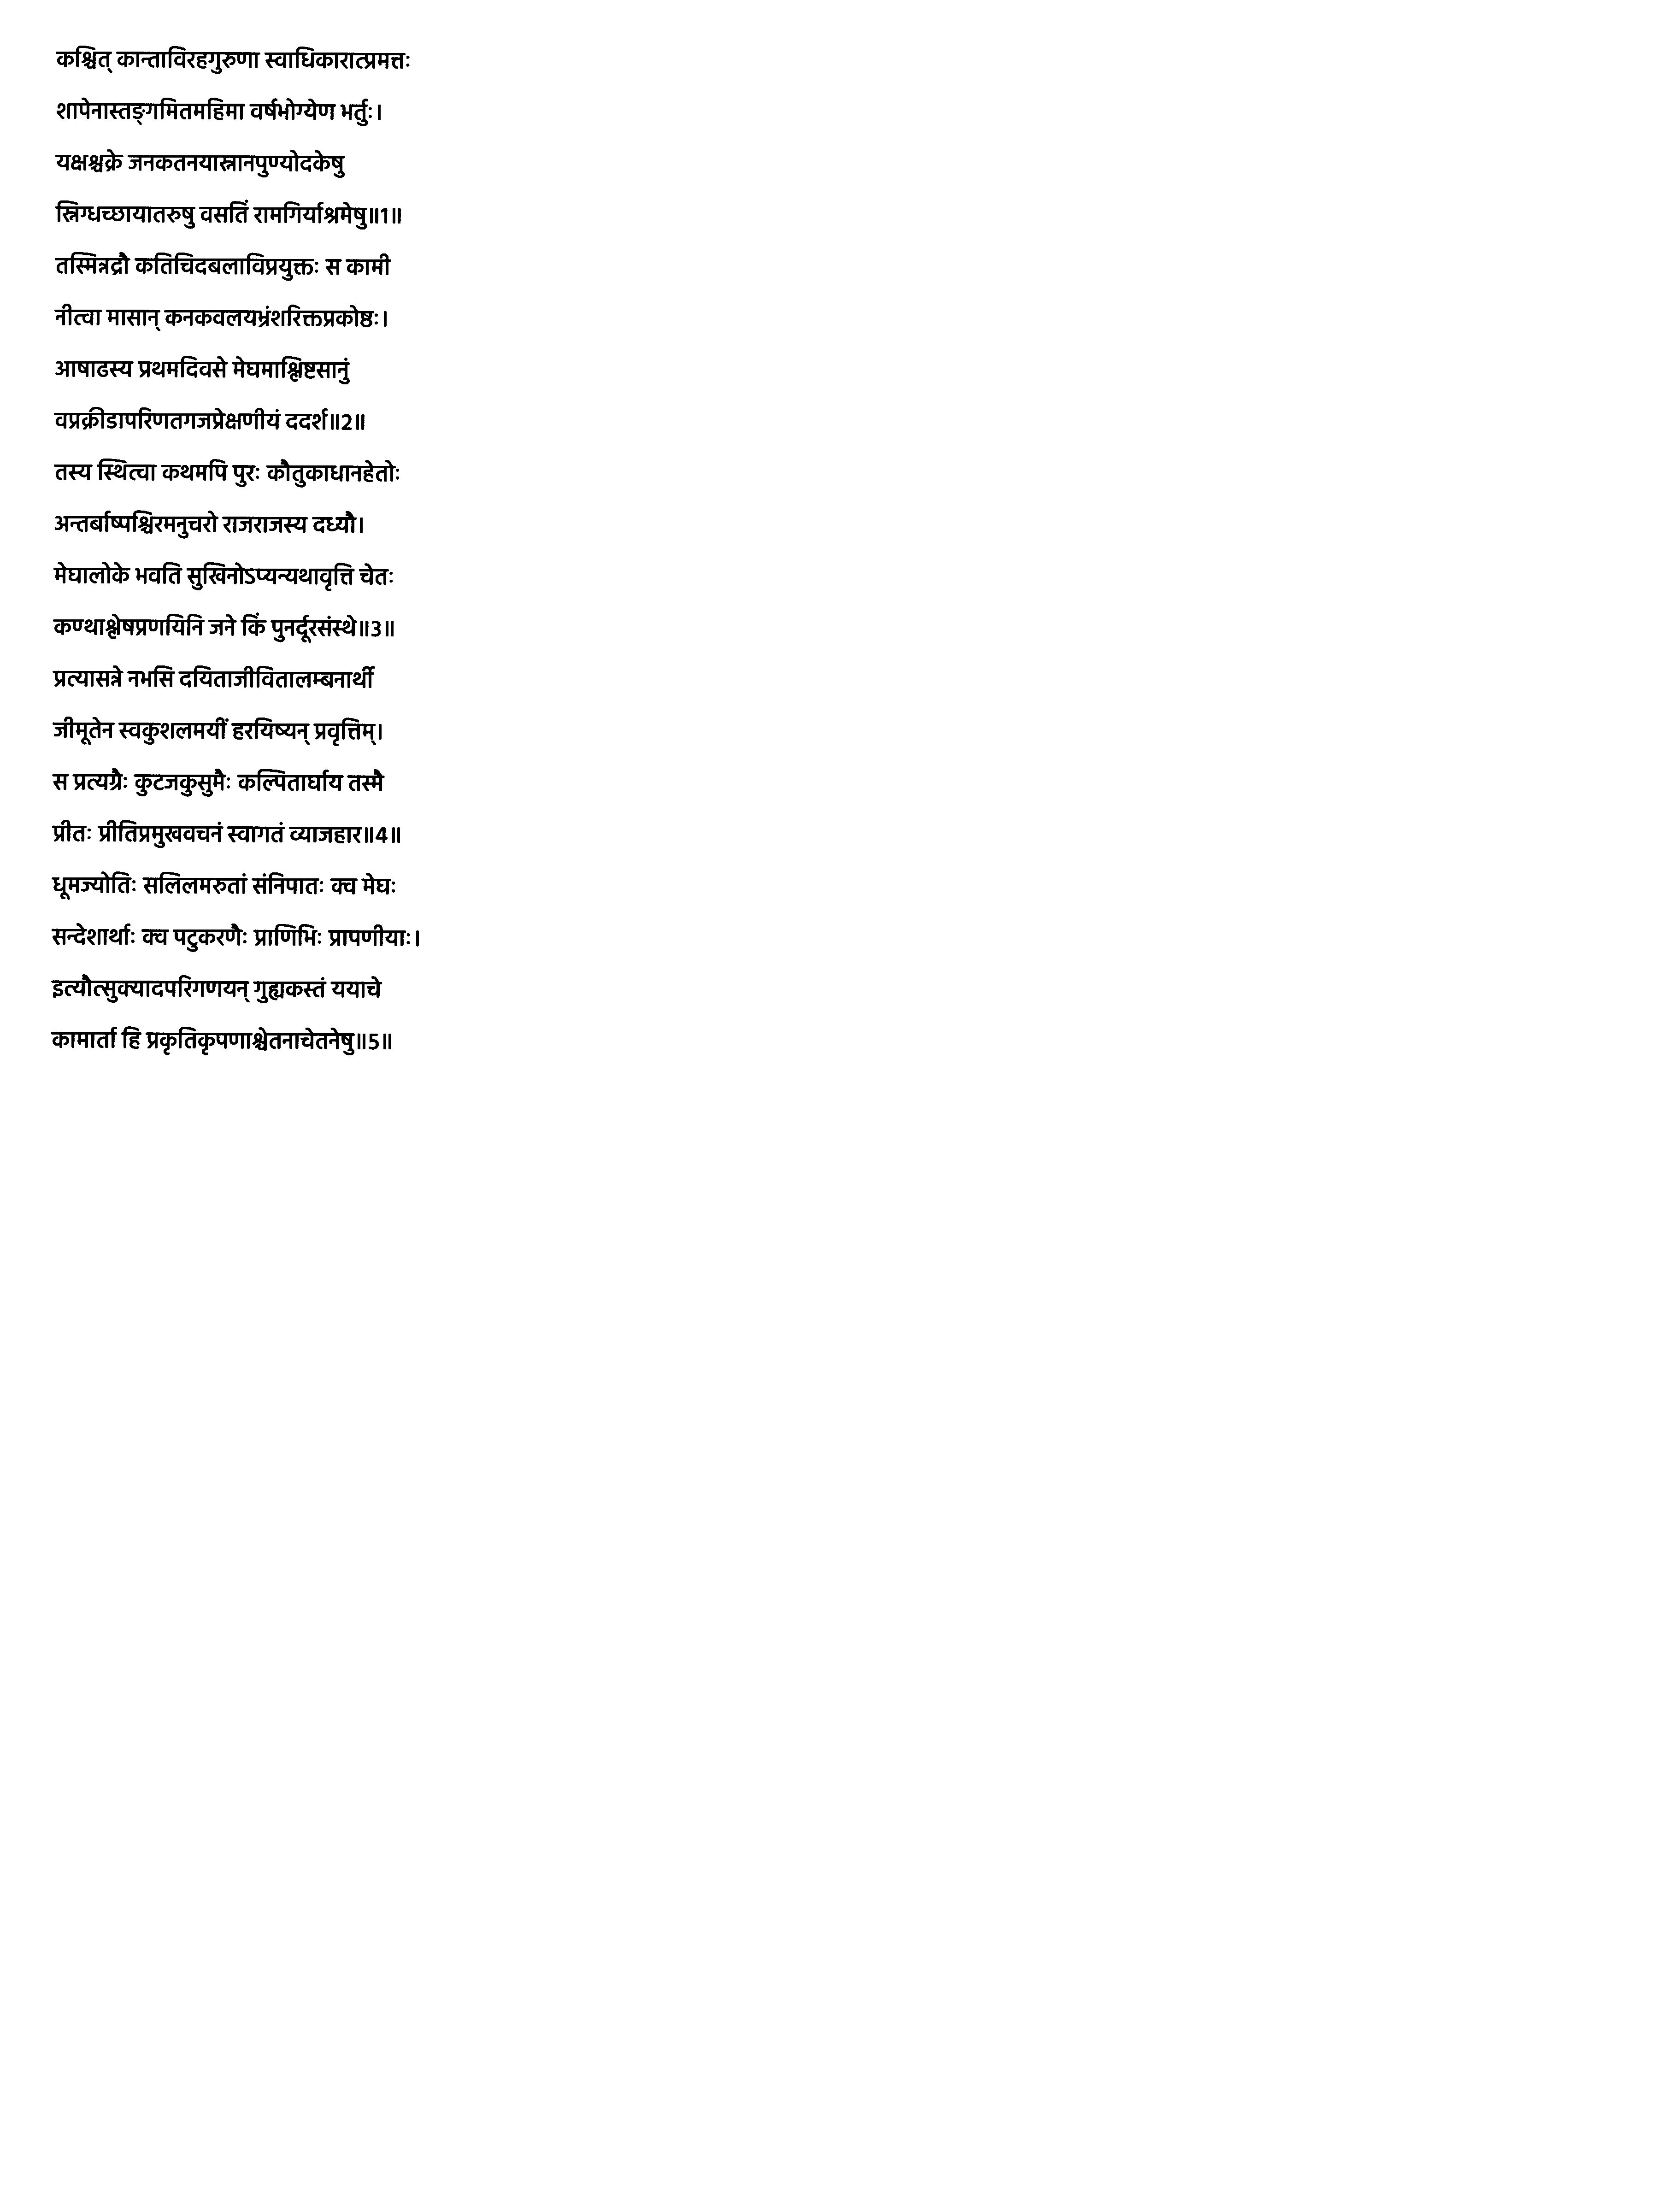 कश्चित् कान्ताविरहगुरुणा स्वाधिकारात्प्रमत्तः
शापेनास्तङ्गमितमहिमा वर्षभोग्येण भर्तुः।
यक्षश्चक्रे जनकतनयास्नानपुण्योदकेषु
स्निग्धच्छायातरुषु वसतिं रामगिर्याश्रमेषु॥1॥
तस्मिन्नद्रौ कतिचिदबलाविप्रयुक्तः स कामी
नीत्वा मासान् कनकवलयभ्रंशरिक्तप्रकोष्ठः।
आषाढस्य प्रथमदिवसे मेघमाश्लिष्टसानुं
वप्रक्रीडापरिणतगजप्रेक्षणीयं ददर्श॥2॥
तस्य स्थित्वा कथमपि पुरः कौतुकाधानहेतोः
अन्तर्बाष्पश्चिरमनुचरो राजराजस्य दध्यौ।
मेघालोके भवति सुखिनोऽप्यन्यथावृत्ति चेतः
कण्थाश्लेषप्रणयिनि जने किं पुनर्दूरसंस्थे॥3॥
प्रत्यासन्ने नभसि दयिताजीवितालम्बनार्थी
जीमूतेन स्वकुशलमयीं हरयिष्यन् प्रवृत्तिम्।
स प्रत्यग्रैः कुटजकुसुमैः कल्पितार्घाय तस्मै
प्रीतः प्रीतिप्रमुखवचनं स्वागतं व्याजहार॥4॥
धूमज्योतिः सलिलमरुतां संनिपातः क्व मेघः
सन्देशार्थाः क्व पटुकरणैः प्राणिभिः प्रापणीयाः।
इत्यौत्सुक्यादपरिगणयन् गुह्यकस्तं ययाचे
कामार्ता हि प्रकृतिकृपणाश्चेतनाचेतनेषु॥5॥